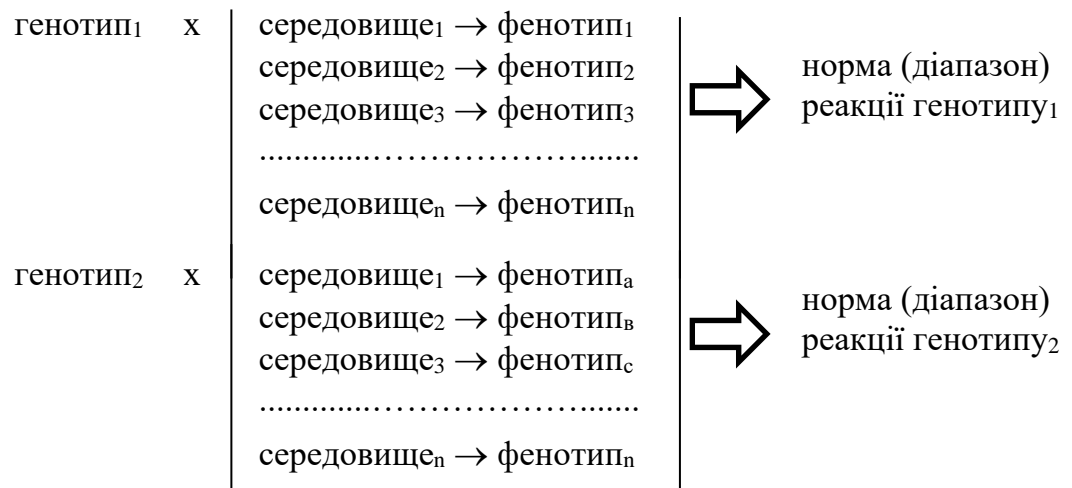 генотип₁ х середовище₁ → фенотип₁
середовище₂ → фенотип₂
норма (діапазон)
середовище₃ → фенотип₃
реакції генотипу₁
.............…………………….......
середовищеₙ → фенотипₙ
генотип₂ х середовище₁ → фенотипₐ
норма (діапазон)
середовище₂ → фенотипв
реакції генотипу₂
середовище₃ → фенотипс
.............…………………….......
середовищеₙ → фенотипₙ